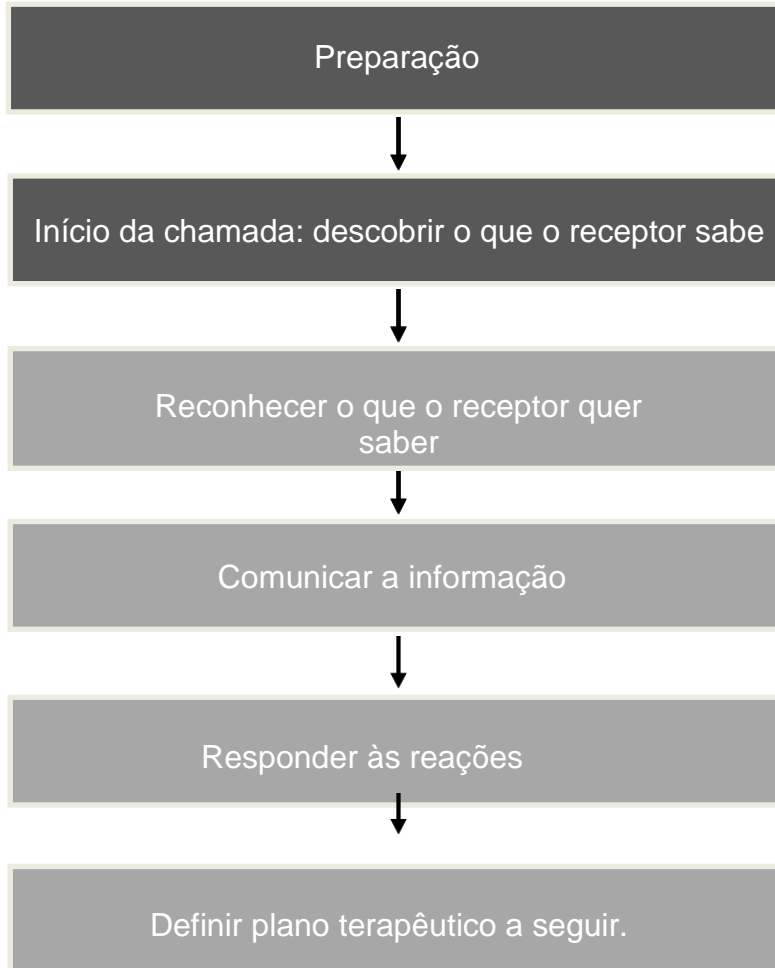 Preparação
Início da chamada: descobrir o que o receptor sabe
Reconhecer o que o receptor quer
saber
Comunicar a informação
Responder às reações
Definir plano terapêutico a seguir.